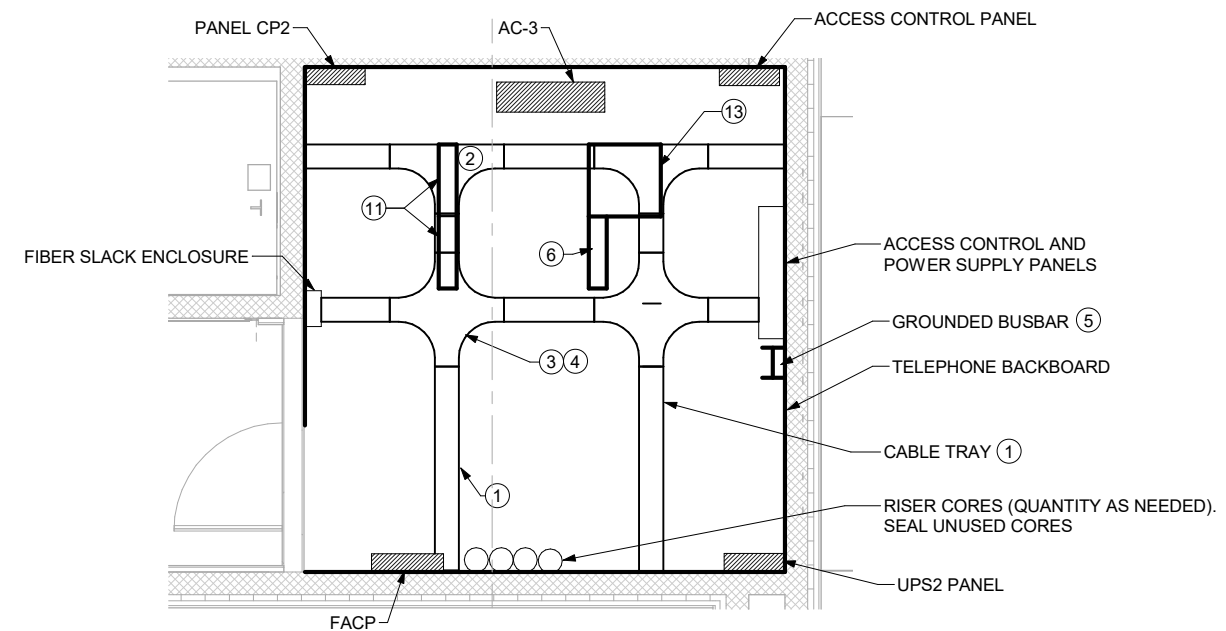 PANEL CP2
AC-3
ACCESS CONTROL PANEL
13
2
11
6
FIBER SLACK ENCLOSURE
ACCESS CONTROL AND
POWER SUPPLY PANELS
GROUNDED BUSBAR 5
3 4
TELEPHONE BACKBOARD
CABLE TRAY 1
1
RISER CORES (QUANTITY AS NEEDED).
SEAL UNUSED CORES
UPS2 PANEL
FACP